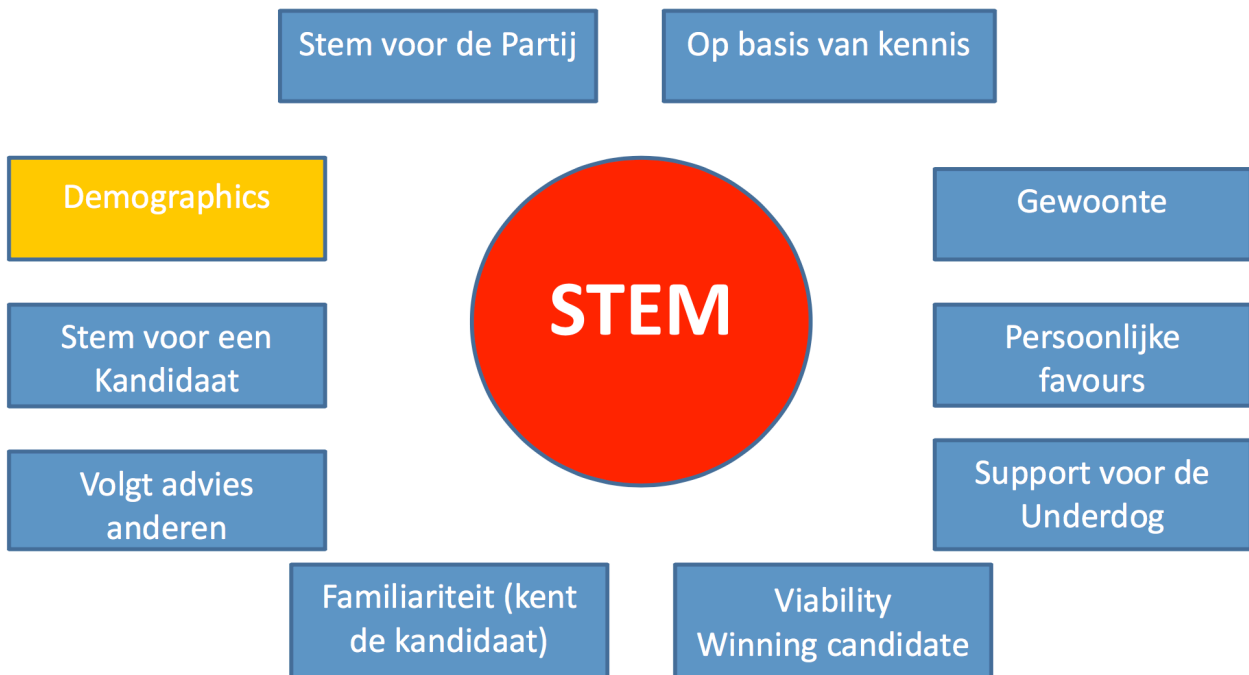 Stem voor de Partij
Op basis van kennis
Demographics
Gewoonte
STEM
Stem voor een
Kandidaat
Persoonlijke
favours
Volgt advies
anderen
Support voor de
Underdog
Familiariteit (kent
de kandidaat)
Viability
Winning candidate